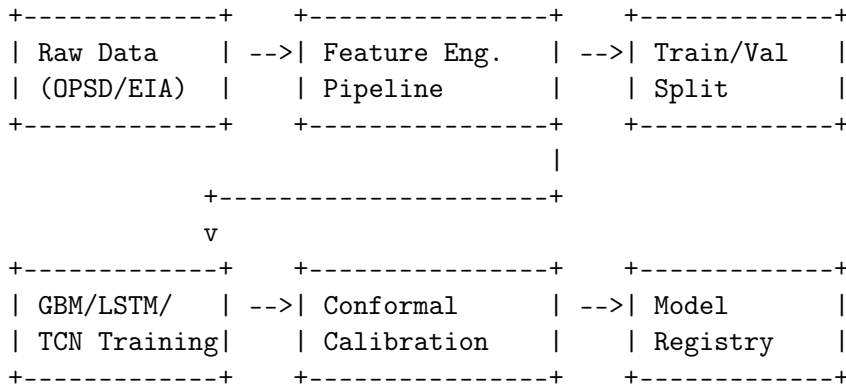 +-------------+    +----------------+    +-------------+
| Raw Data    | -->| Feature Eng.   | -->| Train/Val   |
| (OPSD/EIA)  |    | Pipeline       |    | Split       |
+-------------+    +----------------+    +-------------+
                                  |
             +----------------------+
             v
+-------------+    +----------------+    +-------------+
| GBM/LSTM/   | -->| Conformal      | -->| Model       |
| TCN Training|    | Calibration    |    | Registry    |
+-------------+    +----------------+    +-------------+